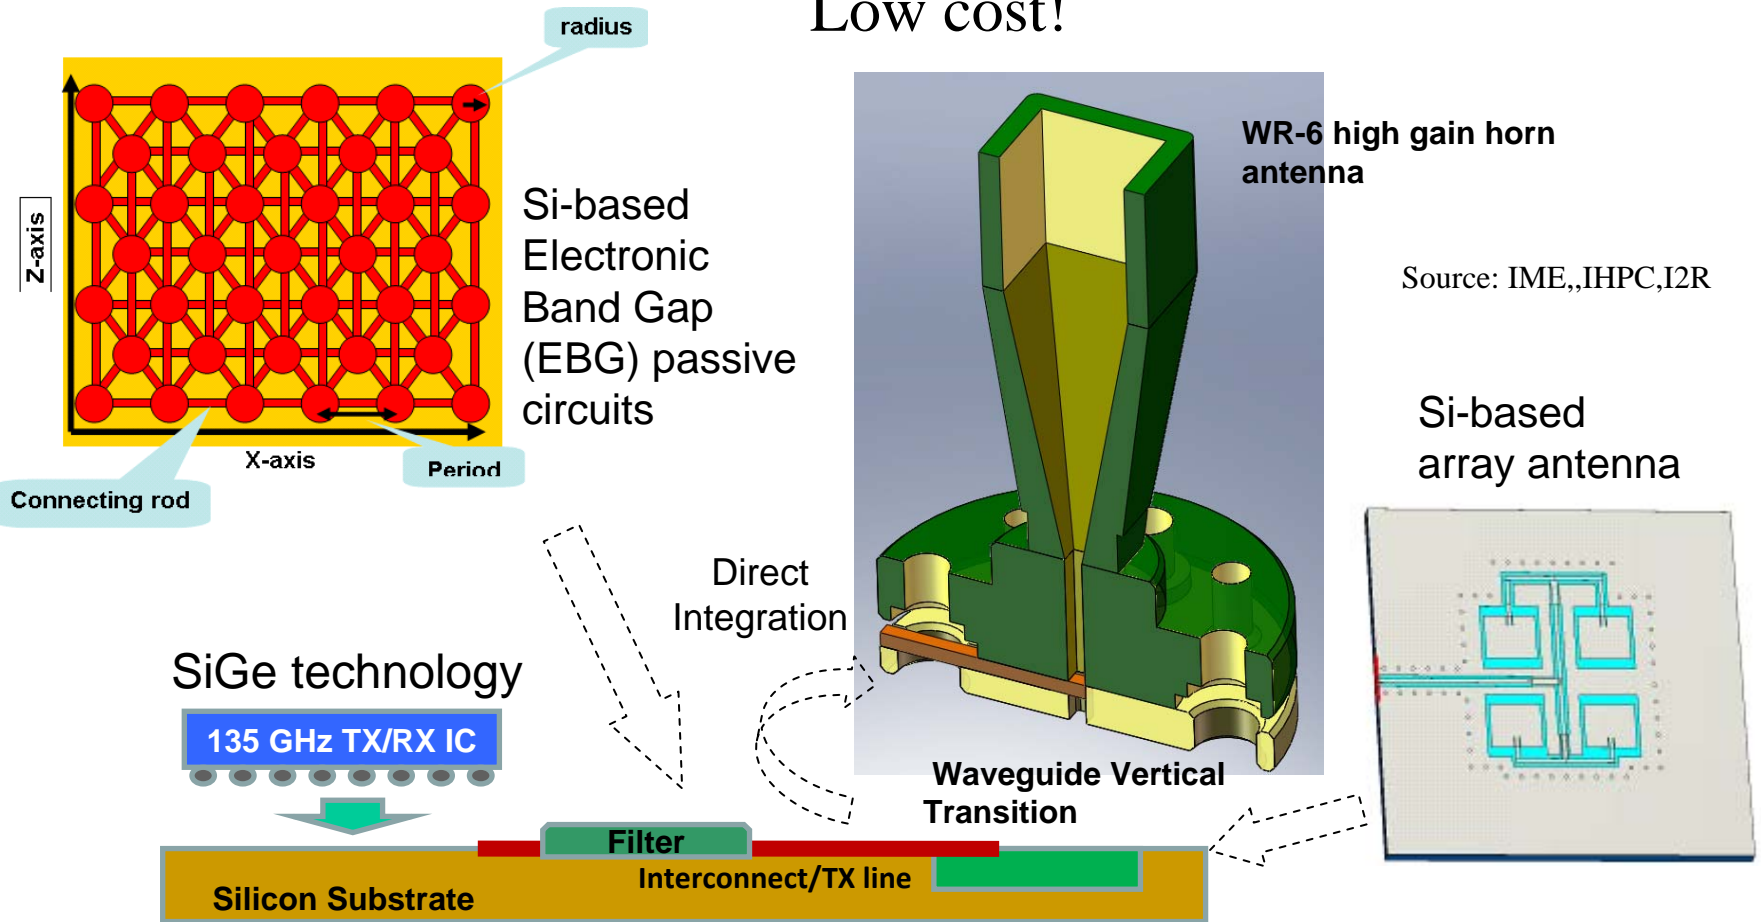 Low cost!
radius
Z-axis
X-axis
Period
Connecting rod
Si-based
Electronic
Band Gap
(EBG) passive
circuits
WR-6 high gain horn
antenna
Source: IME,,IHPC,I2R
Si-based
array antenna
Direct
Integration
SiGe technology
135 GHz TX/RX IC
Waveguide Vertical
Transition
Filter
Interconnect/TX line
Silicon Substrate